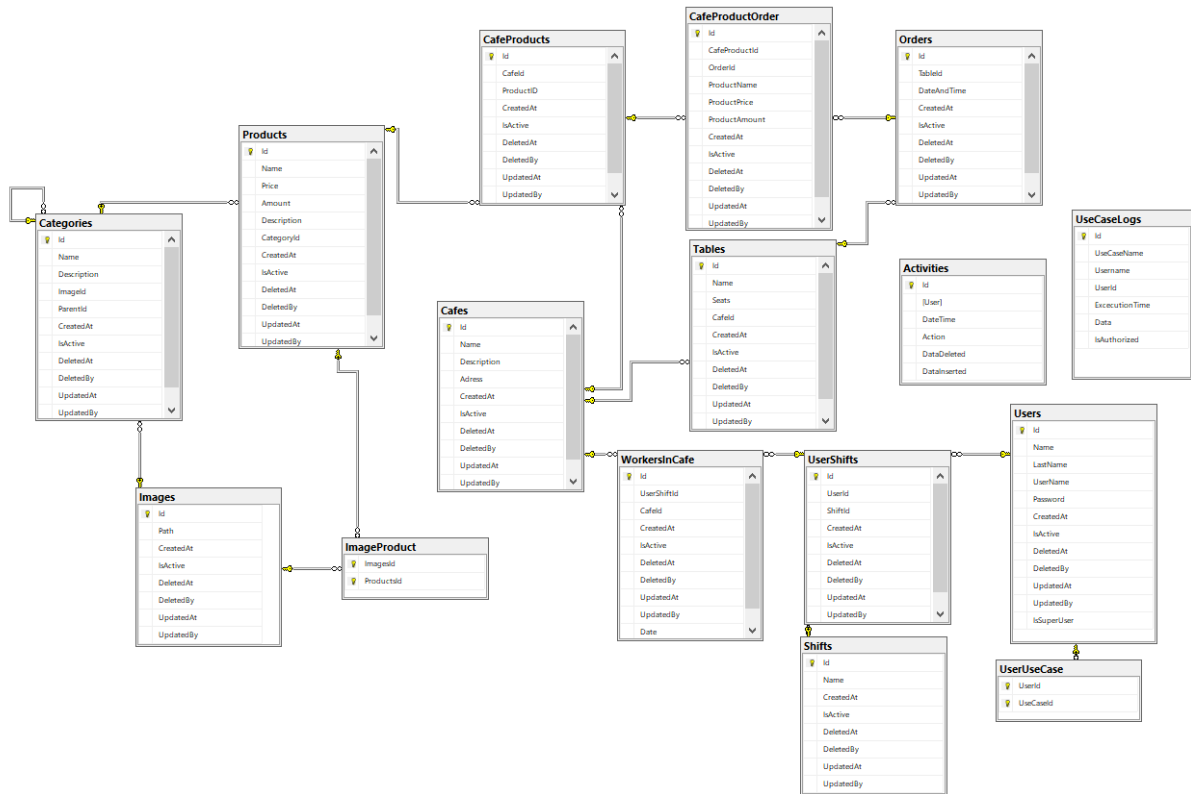 CafeProductOrder
Id
CafeProductId
OrderId
ProductName
ProductPrice
ProductAmount
CreatedAt
IsActive
DeletedAt
DeletedBy
UpdatedAt
UpdatedBy
CafeProducts
Id
CafeId
ProductID
CreatedAt
IsActive
DeletedAt
DeletedBy
UpdatedAt
UpdatedBy
Orders
Id
TableId
DateAndTime
CreatedAt
IsActive
DeletedAt
DeletedBy
UpdatedAt
UpdatedBy
Products
Id
Name
Price
Amount
Description
CategoryId
CreatedAt
IsActive
DeletedAt
DeletedBy
UpdatedAt
UpdatedBy
Categories
Id
Name
Description
ImageId
ParentId
CreatedAt
IsActive
DeletedAt
DeletedBy
UpdatedAt
UpdatedBy
UseCaseLogs
Id
UseCaseName
Username
UserId
ExcecutionTime
Data
IsAuthorized
Tables
Id
Name
Seats
CafeId
CreatedAt
IsActive
DeletedAt
DeletedBy
UpdatedAt
UpdatedBy
Activities
Id
[User]
DateTime
Action
DataDeleted
DataInserted
Cafes
Id
Name
Description
Adress
CreatedAt
IsActive
DeletedAt
DeletedBy
UpdatedAt
UpdatedBy
Users
Id
Name
LastName
UserName
Password
CreatedAt
IsActive
DeletedAt
DeletedBy
UpdatedAt
UpdatedBy
IsSuperUser
WorkersInCafe
Id
UserShiftId
CafeId
CreatedAt
IsActive
DeletedAt
DeletedBy
UpdatedAt
UpdatedBy
Date
UserShifts
Id
UserId
ShiftId
CreatedAt
IsActive
DeletedAt
DeletedBy
UpdatedAt
UpdatedBy
Images
Id
Path
CreatedAt
IsActive
DeletedAt
DeletedBy
UpdatedAt
UpdatedBy
ImageProduct
ImagesId
ProductsId
Shifts
Id
Name
CreatedAt
IsActive
DeletedAt
DeletedBy
UpdatedAt
UpdatedBy
UserUseCase
UserId
UseCaseId